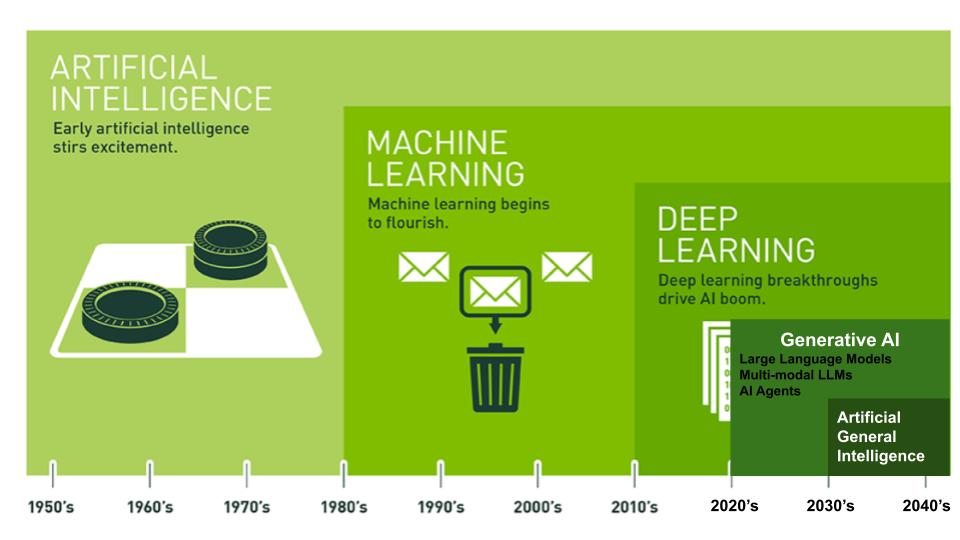 ARTIFICIAL
INTELLIGENCE
Early artificial intelligence
stirs excitement.
MACHINE
LEARNING
Machine learning begins
to flourish.
DEEP
LEARNING
Deep learning breakthroughs
drive AI boom.
Generative AI
Large Language Models
Multi-modal LLMs
AI Agents
Artificial
General
Intelligence
1950's 1960's 1970's 1980's 1990's 2000's 2010's 2020's 2030's 2040's